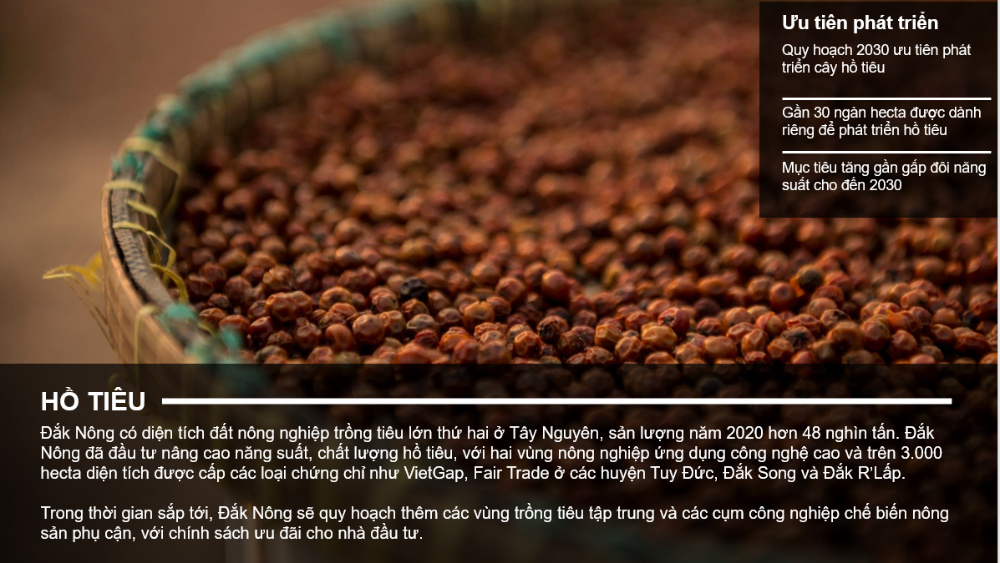 Ưu tiên phát triển
Quy hoạch 2030 ưu tiên phát
triển cây hồ tiêu
Gần 30 ngàn hecta được dành
riêng để phát triển hồ tiêu
Mục tiêu tăng gần gấp đôi năng
suất cho đến 2030
HỒ TIÊU
Đắk Nông có diện tích đất nông nghiệp trồng tiêu lớn thứ hai ở Tây Nguyên, sản lượng năm 2020 hơn 48 nghìn tấn. Đắk
Nông đã đầu tư nâng cao năng suất, chất lượng hồ tiêu, với hai vùng nông nghiệp ứng dụng công nghệ cao và trên 3.000
hecta diện tích được cấp các loại chứng chỉ như VietGap, Fair Trade ở các huyện Tuy Đức, Đắk Song và Đắk R’Lấp.
Trong thời gian sắp tới, Đắk Nông sẽ quy hoạch thêm các vùng trồng tiêu tập trung và các cụm công nghiệp chế biến nông
sản phụ cận, với chính sách ưu đãi cho nhà đầu tư.